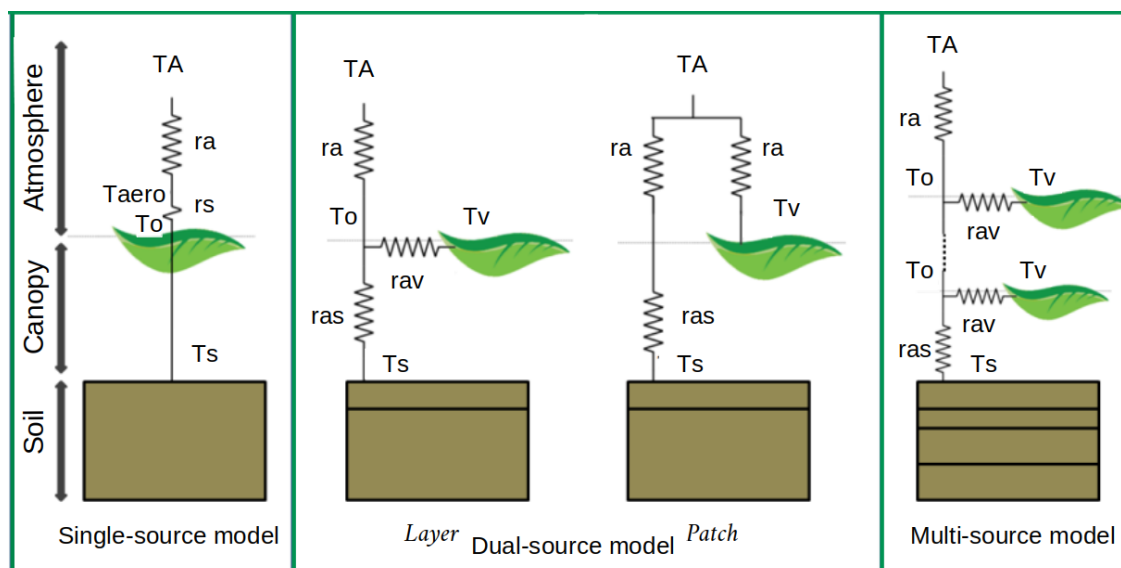 Atmosphere
Canopy
Soil
TA
ra
Taero
rs
To
Ts
Single-source model
TA
ra
To
Tv
rav
ras
Ts
Layer
TA
ra
ra
Tv
ras
Ts
Patch
Dual-source model
TA
ra
To
Tv
rav
To
Tv
rav
ras
Ts
Multi-source model